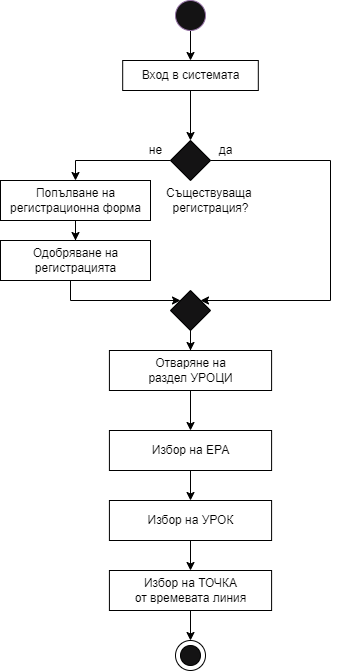 Вход в системата
не
да
Съществуваща
регистрация?
Попълване на
регистрационна форма
Одобряване на
регистрацията
Отваряне на
раздел УРОЦИ
Избор на ЕРА
Избор на УРОК
Избор на ТОЧКА
от времевата линия